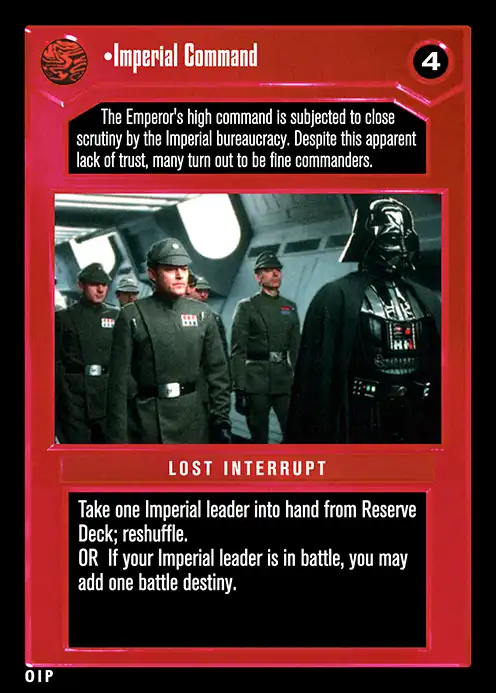 •Imperial Command
4
The Emperor's high command is subjected to close
scrutiny by the Imperial bureaucracy. Despite this apparent
lack of trust, many turn out to be fine commanders.
LOST INTERRUPT
Take one Imperial leader into hand from Reserve
Deck; reshuffle.
OR If your Imperial leader is in battle, you may
add one battle destiny.
OIP